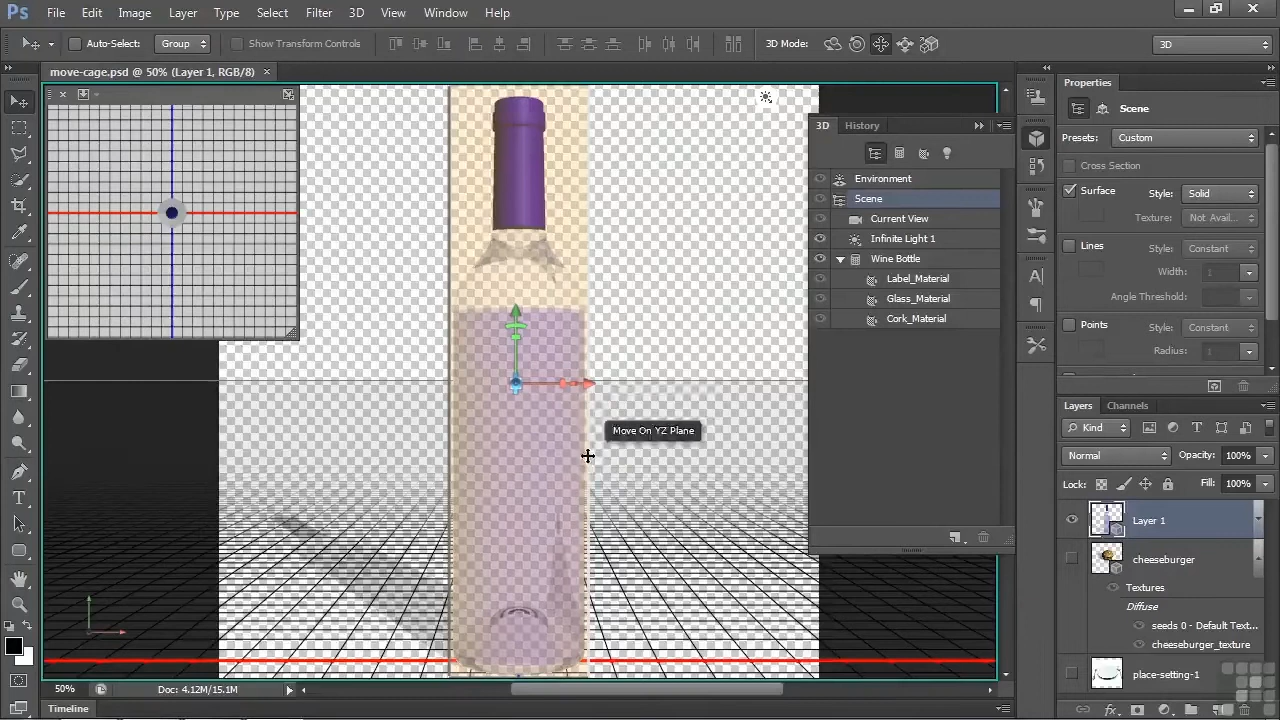 Ps File Edit Image Layer Type Select Filter 3D View Window Help
Auto-Select: Group Show Transform Controls 3D Mode: 3D
move-cage.psd @ 50% (Layer 1, RGB/8) ×
3D History
Environment
Scene
Current View
Infinite Light 1
Wine Bottle
Label_Material
Glass_Material
Cork_Material
Move On YZ Plane
Properties
Scene
Presets: Custom
Cross Section
Surface Style: Solid
Texture: Not Avail...
Lines Style: Constant
Width: 1
Angle Threshold:
Points Style: Constant
Radius: 1
Layers Channels
Kind
Normal Opacity: 100%
Lock: Fill: 100%
Layer 1
cheeseburger
Textures
Diffuse
seeds 0 - Default Text...
cheeseburger_texture
place-setting-1
50% Doc: 4.12M/15.1M
Timeline